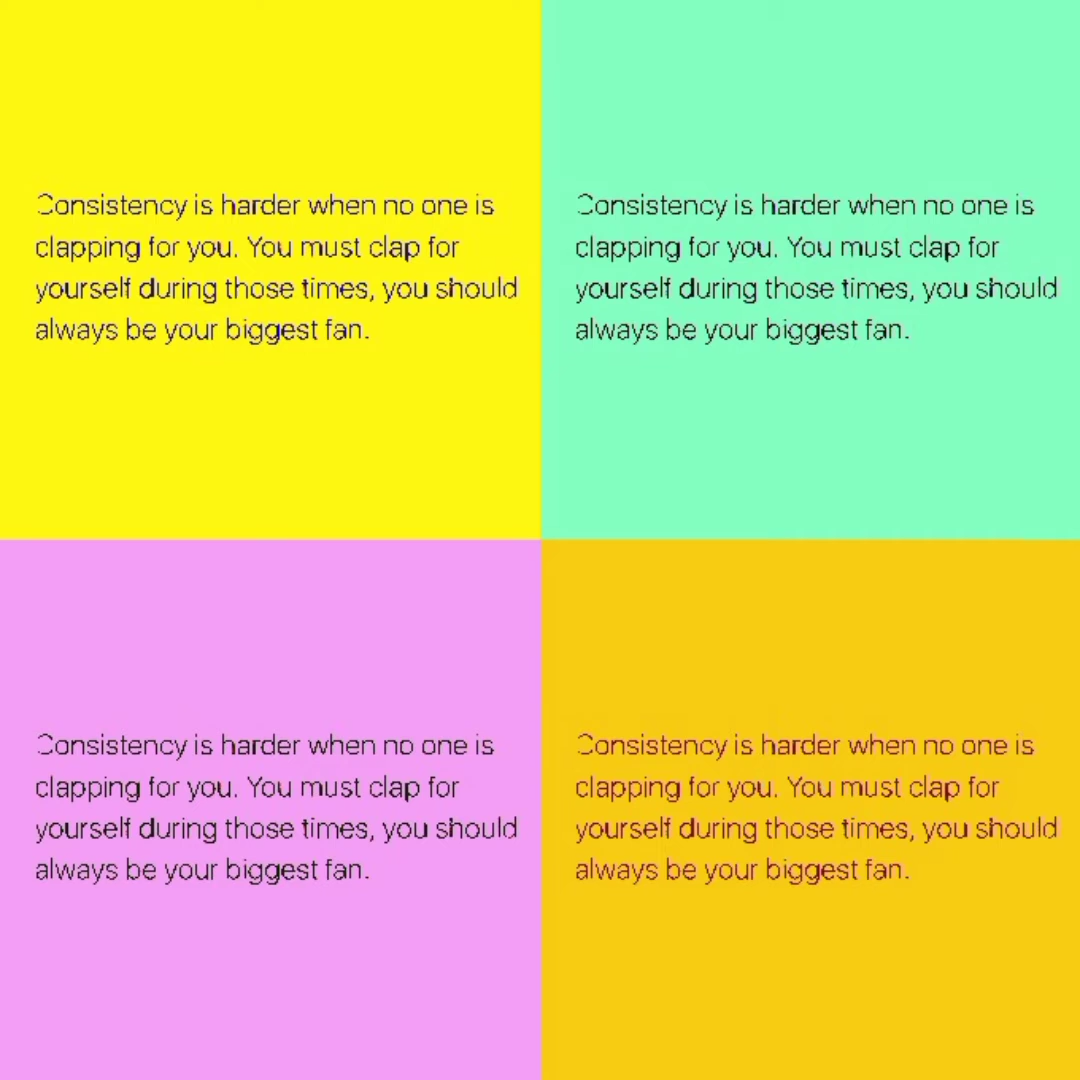 Consistency is harder when no one is
clapping for you. You must clap for
yourself during those times, you should
always be your biggest fan.
Consistency is harder when no one is
clapping for you. You must clap for
yourself during those times, you should
always be your biggest fan.
Consistency is harder when no one is
clapping for you. You must clap for
yourself during those times, you should
always be your biggest fan.
Consistency is harder when no one is
clapping for you. You must clap for
yourself during those times, you should
always be your biggest fan.